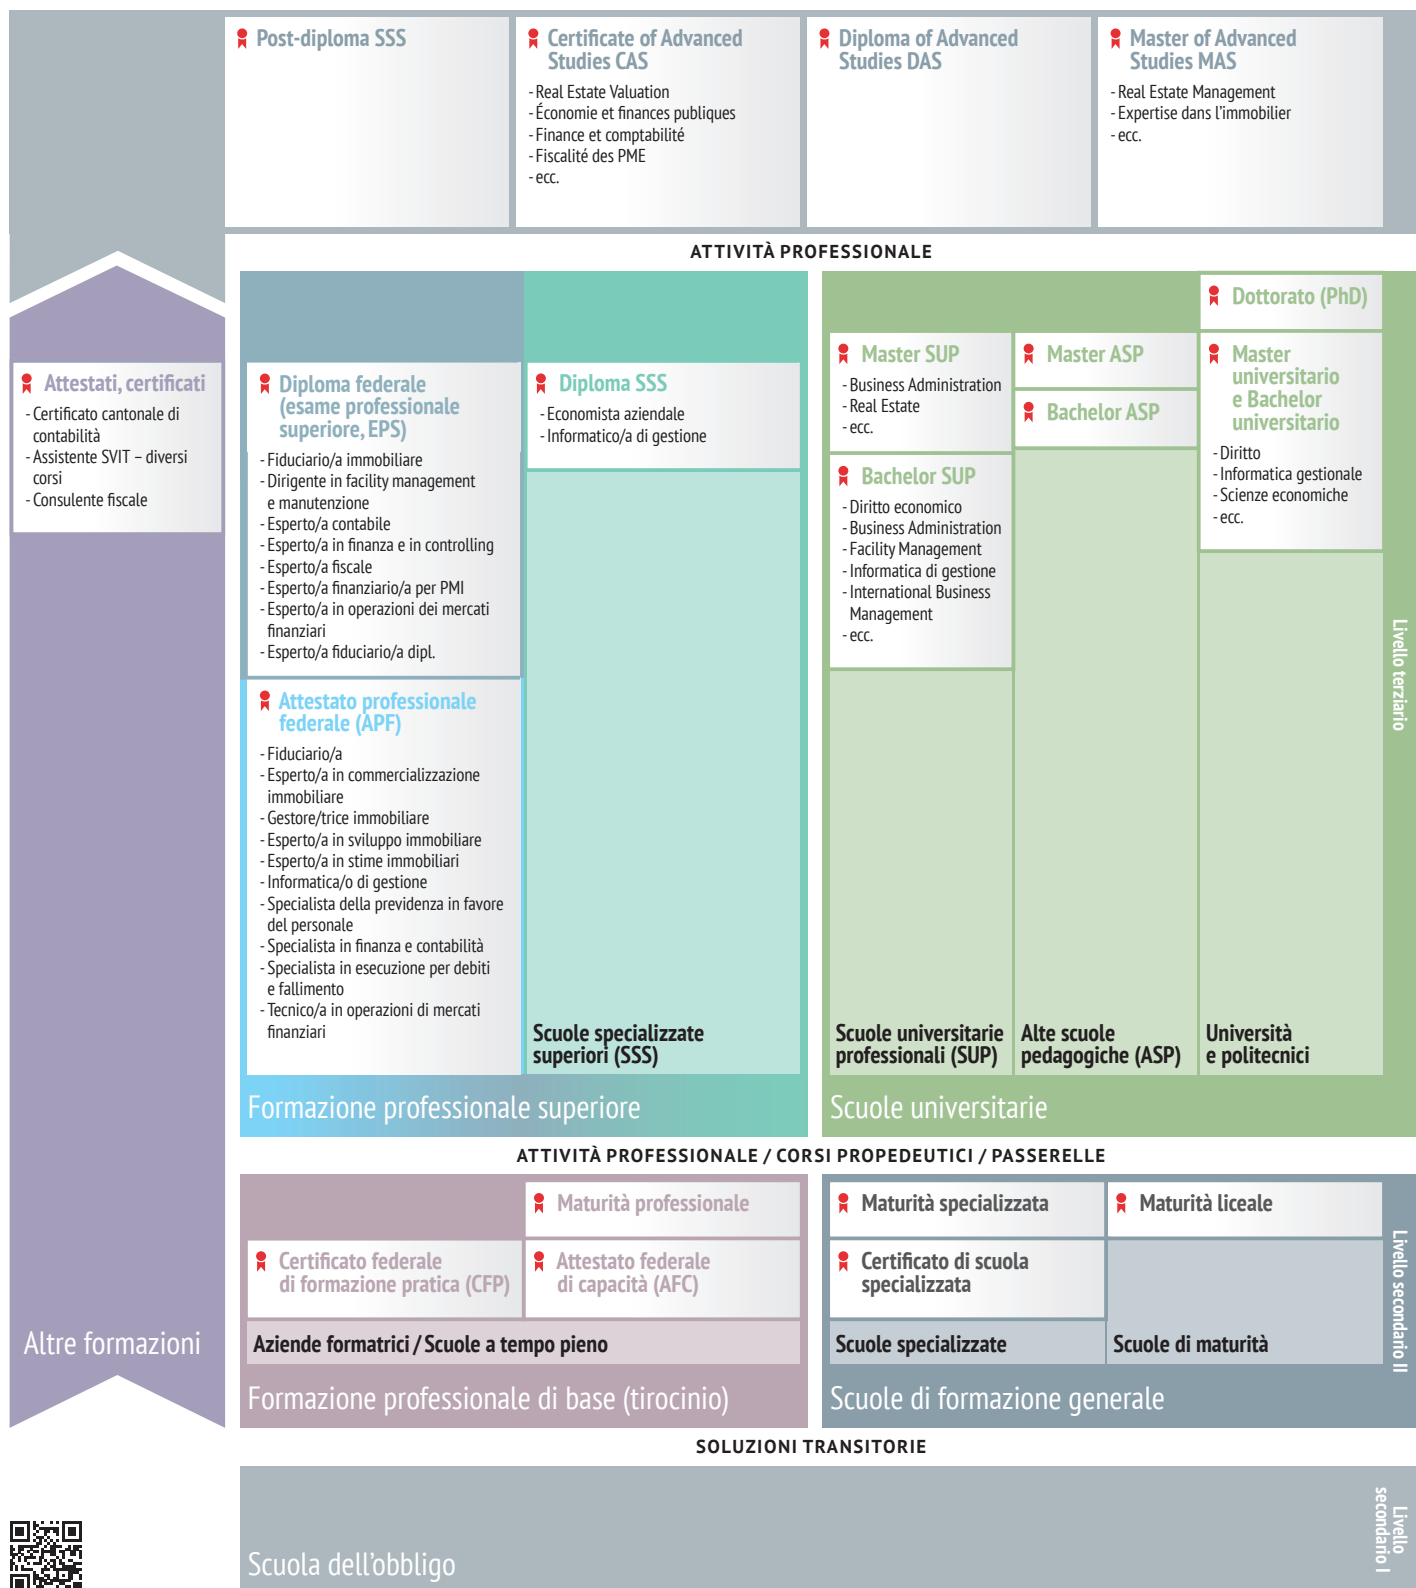 Post-diploma SSS
Certificate of Advanced
Studies CAS
- Real Estate Valuation
- Économie et finances publiques
- Finance et comptabilité
- Fiscalité des PME
- ecc.
Diploma of Advanced
Studies DAS
Master of Advanced
Studies MAS
- Real Estate Management
- Expertise dans l'immobilier
- ecc.
ATTIVITÀ PROFESSIONALE
Attestati, certificati
- Certificato cantonale di
contabilità
- Assistente SVIT – diversi
corsi
- Consulente fiscale
Altre formazioni
Diploma federale
(esame professionale
superiore, EPS)
- Fiduciario/a immobiliare
- Dirigente in facility management
e manutenzione
- Esperto/a contabile
- Esperto/a in finanza e in controlling
- Esperto/a fiscale
- Esperto/a finanziario/a per PMI
- Esperto/a in operazioni dei mercati
finanziari
- Esperto/a fiduciario/a dipl.
Attestato professionale
federale (APF)
- Fiduciario/a
- Esperto/a in commercializzazione
immobiliare
- Gestore/trice immobiliare
- Esperto/a in sviluppo immobiliare
- Esperto/a in stime immobiliari
- Informatica/o di gestione
- Specialista della previdenza in favore
del personale
- Specialista in finanza e contabilità
- Specialista in esecuzione per debiti
e fallimento
- Tecnico/a in operazioni di mercati
finanziari
Diploma SSS
- Economista aziendale
- Informatico/a di gestione
Scuole specializzate
superiori (SSS)
Formazione professionale superiore
Master SUP
- Business Administration
- Real Estate
- ecc.
Bachelor SUP
- Diritto economico
- Business Administration
- Facility Management
- Informatica di gestione
- International Business
Management
- ecc.
Scuole universitarie
professionali (SUP)
Master ASP
Bachelor ASP
Alte scuole
pedagogiche (ASP)
Dottorato (PhD)
Master
universitario
e Bachelor
universitario
- Diritto
- Informatica gestionale
- Scienze economiche
- ecc.
Università
e politecnici
Scuole universitarie
Livello terziario
ATTIVITÀ PROFESSIONALE / CORSI PROPEDEUTICI / PASSERELLE
Maturità professionale
Certificato federale
di formazione pratica (CFP)
Attestato federale
di capacità (AFC)
Aziende formatrici / Scuole a tempo pieno
Formazione professionale di base (tirocinio)
Maturità specializzata
Certificato di scuola
specializzata
Scuole specializzate
Maturità liceale
Scuole di maturità
Scuole di formazione generale
Livello secondario II
SOLUZIONI TRANSITORIE
Scuola dell'obbligo
Livello
secondario I